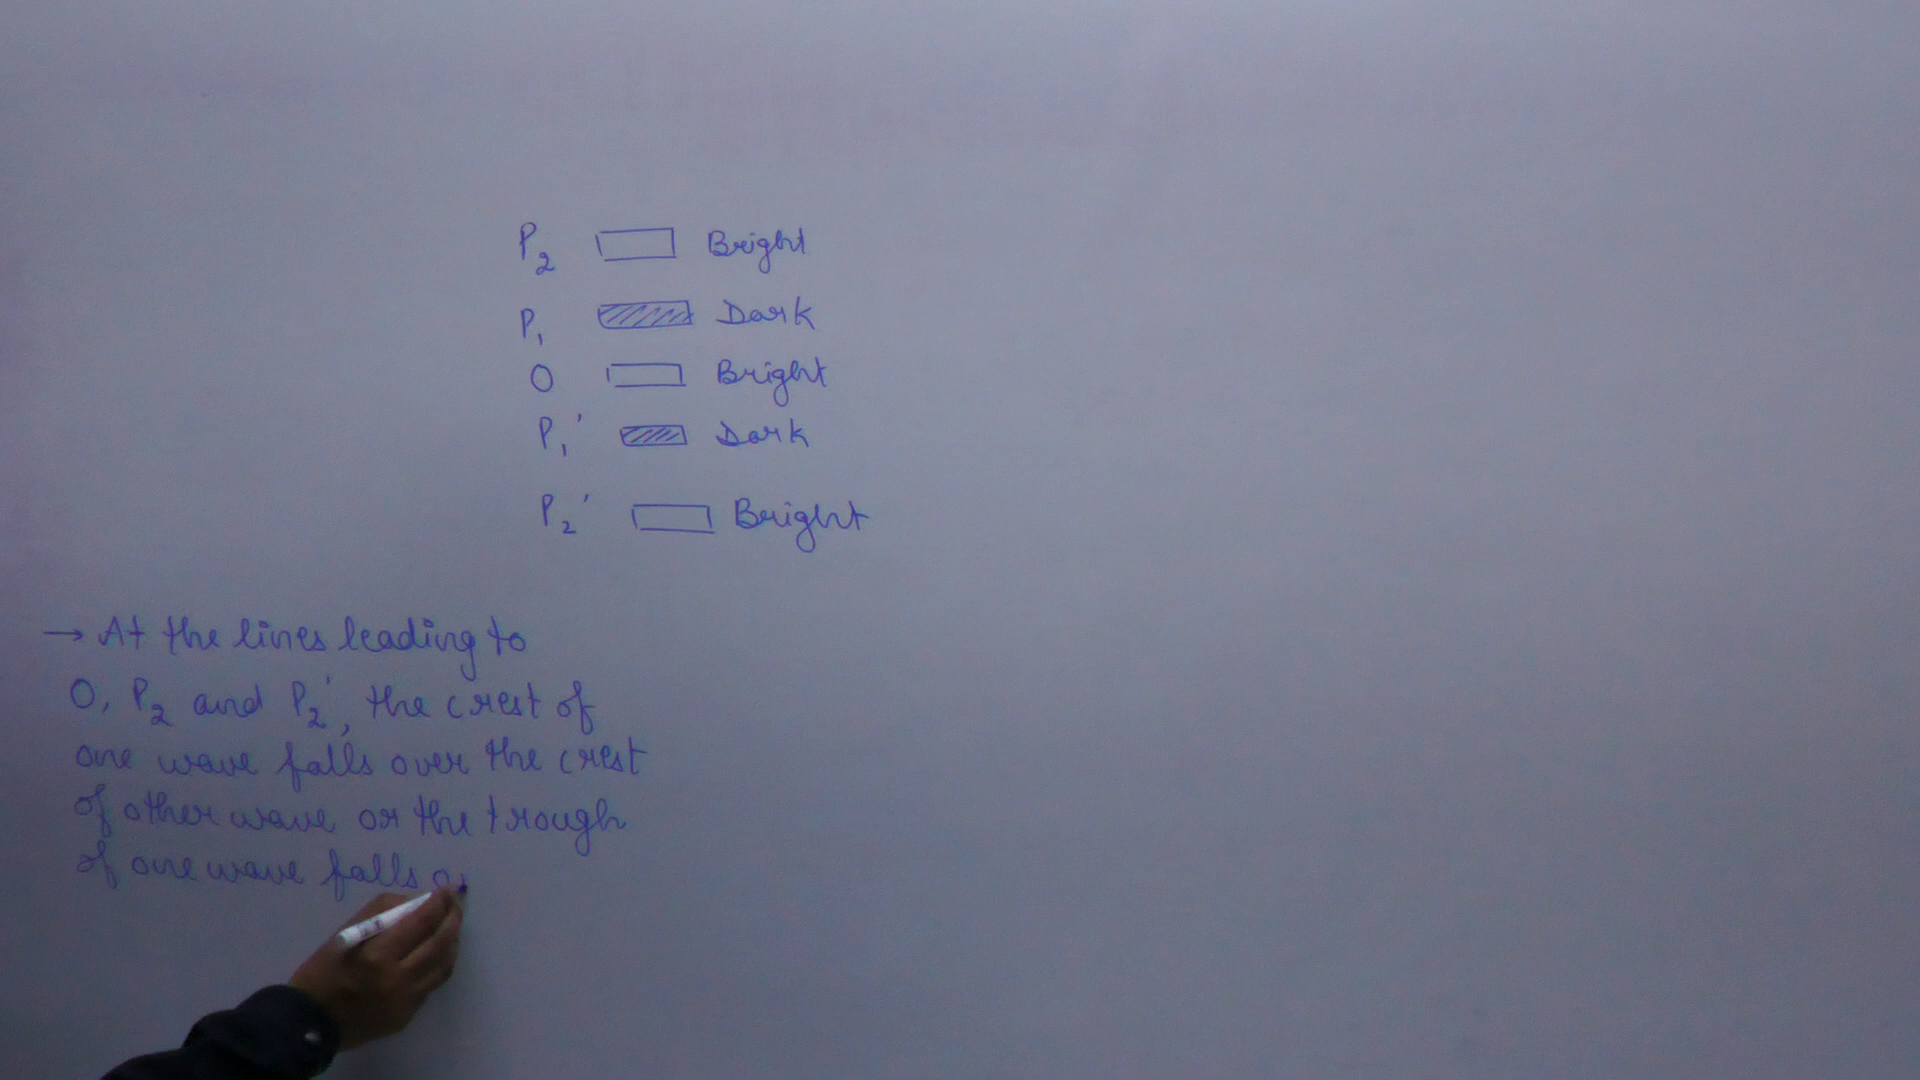 P2 Bright
P1 Dark
O Bright
P1' Dark
P2' Bright
→ At the lines leading to
O, P2 and P2', the crest of
one wave falls over the crest
of other wave or the trough
of one wave falls